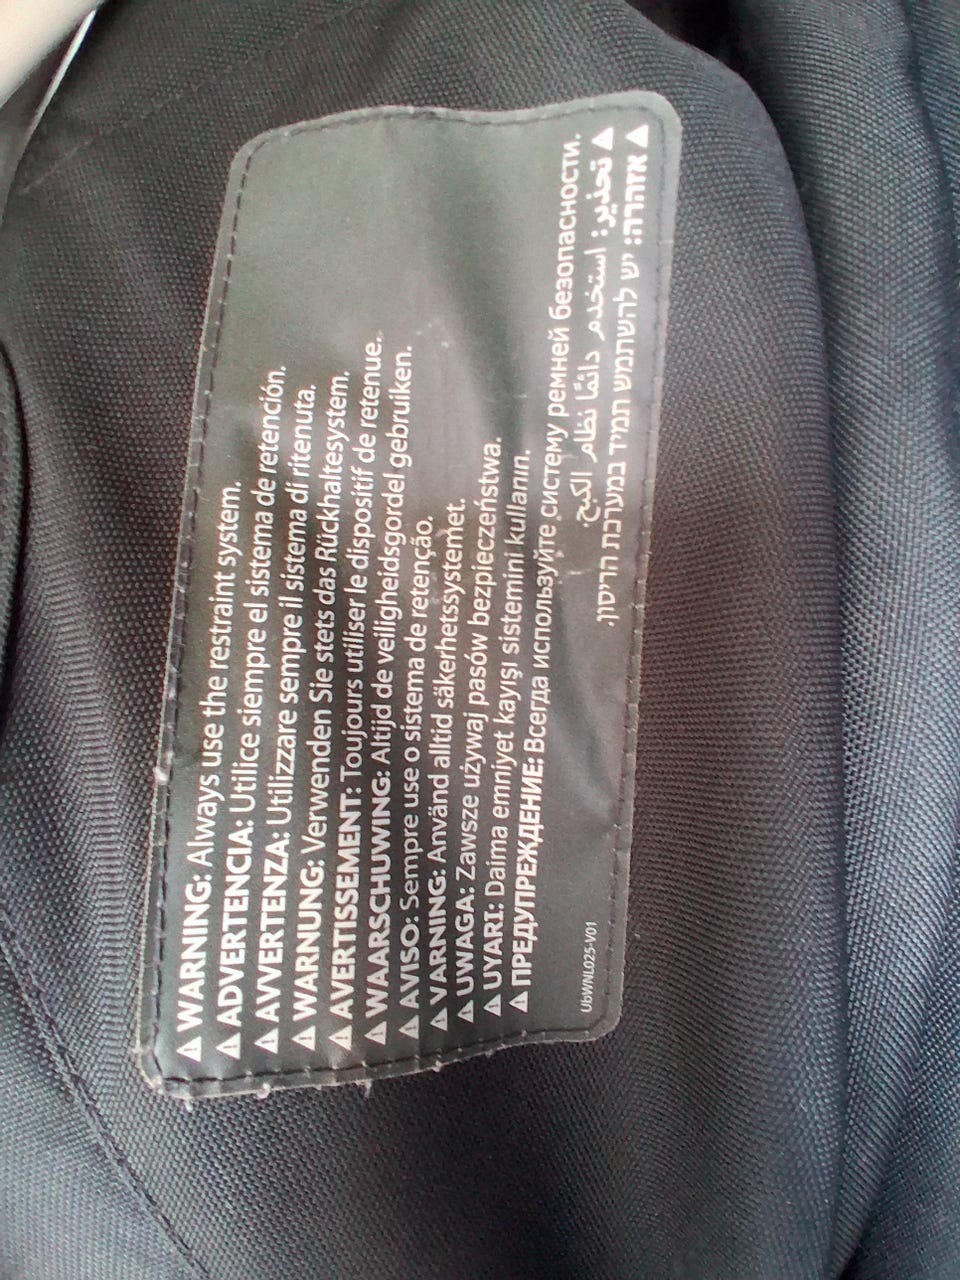 ⚠ WARNING: Always use the restraint system.
⚠ ADVERTENCIA: Utilice siempre el sistema de retención.
⚠ AVVERTENZA: Utilizzare sempre il sistema di ritenuta.
⚠ WARNUNG: Verwenden Sie stets das Rückhaltesystem.
⚠ AVERTISSEMENT: Toujours utiliser le dispositif de retenue.
⚠ WAARSCHUWING: Altijd de veiligheidsgordel gebruiken.
⚠ AVISO: Sempre use o sistema de retenção.
⚠ VARNING: Använd alltid säkerhetssystemet.
⚠ UWAGA: Zawsze używaj pasów bezpieczeństwa.
⚠ UYARI: Daima emniyet kayışı sistemini kullanın.
⚠ ПРЕДУПРЕЖДЕНИЕ: Всегда используйте систему ремней безопасности.
⚠ تحذير: استخدم دائمًا نظام الكبح.
⚠ אזהרה: יש להשתמש תמיד במערכת הריסון.
UbWNL025-V01